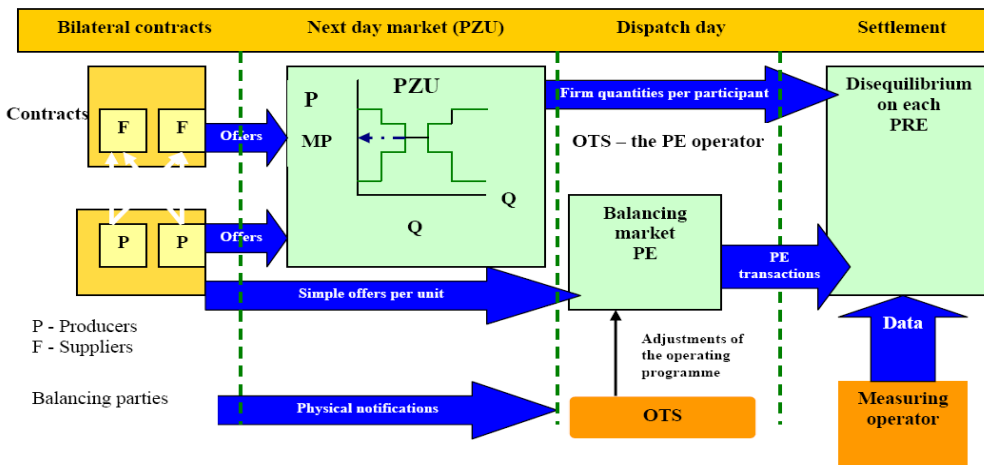 Bilateral contracts
Next day market (PZU)
Dispatch day
Settlement
Contracts
F
F
Offers
P
PZU
MP
Q
Q
Firm quantities per participant
OTS – the PE operator
Disequilibrium
on each
PRE
P
P
Offers
Balancing
market
PE
PE
transactions
Simple offers per unit
P - Producers
F - Suppliers
Adjustments of
the operating
programme
Data
Balancing parties
Physical notifications
OTS
Measuring
operator